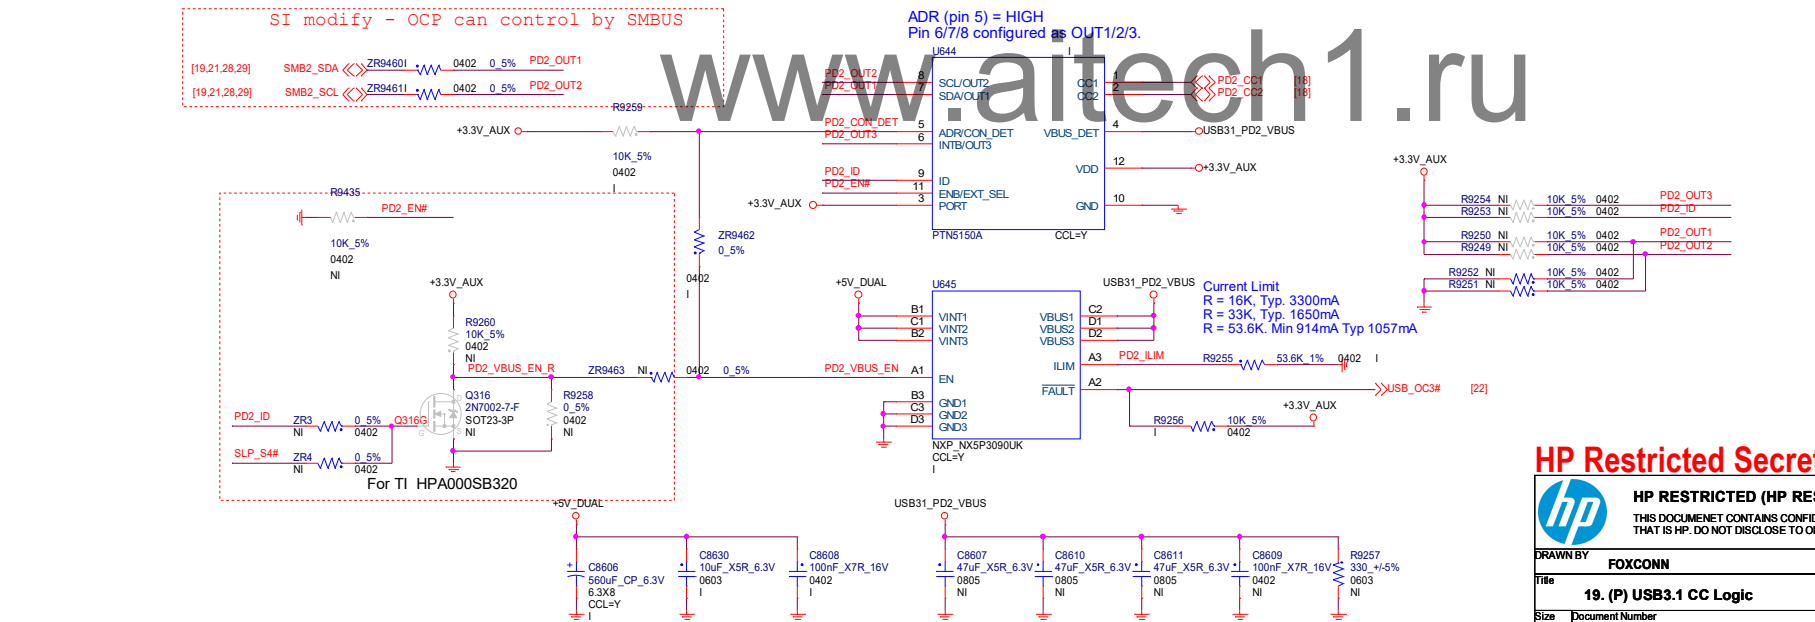 SI modify - OCP can control by SMBUS
[19,21,28,29] SMB2_SDA ZR9460I 0402 0_5% PD2_OUT1
[19,21,28,29] SMB2_SCL ZR9461I 0402 0_5% PD2_OUT2
ADR (pin 5) = HIGH
Pin 6/7/8 configured as OUT1/2/3.
www.aitech1.ru
U644 I
PD2_OUT2 8 SCL/OUT2 CC1 1 PD2_CC1 [18]
PD2_OUT1 7 SDA/OUT1 CC2 2 PD2_CC2 [18]
+3.3V_AUX R9259 10K_5% 0402 I
PD2_CON_DET 5 ADR/CON_DET VBUS_DET 4 USB31_PD2_VBUS
PD2_OUT3 6 INTB/OUT3
VDD 12 +3.3V_AUX
PD2_ID 9 ID
PD2_EN# 11 ENB/EXT_SEL
+3.3V_AUX 3 PORT GND 10
PTN5150A CCL=Y
+3.3V_AUX
R9254 NI 10K_5% 0402 PD2_OUT3
R9253 NI 10K_5% 0402 PD2_ID
R9250 NI 10K_5% 0402 PD2_OUT1
R9249 NI 10K_5% 0402 PD2_OUT2
R9252 NI 10K_5% 0402
R9251 NI 10K_5% 0402
R9435 PD2_EN#
10K_5%
0402
NI
ZR9462
0_5%
0402
I
+3.3V_AUX
R9260
10K_5%
0402
NI
PD2_VBUS_EN_R ZR9463 NI 0402 0_5% PD2_VBUS_EN A1 EN
Q316
2N7002-7-F
SOT23-3P
NI
D
G
S
R9258
0_5%
0402
NI
PD2_ID ZR3 0_5% Q316G
NI 0402
SLP_S4# ZR4 0_5%
NI 0402
For TI HPA000SB320
+5V_DUAL U645 USB31_PD2_VBUS
B1 VINT1 VBUS1 C2
C1 VINT2 VBUS2 D1
B2 VINT3 VBUS3 D2
Current Limit
R = 16K, Typ. 3300mA
R = 33K, Typ. 1650mA
R = 53.6K. Min 914mA Typ 1057mA
ILIM A3 PD2_ILIM R9255 53.6K_1% 0402 I
FAULT A2 USB_OC3# [22]
B3 GND1
C3 GND2
D3 GND3
+3.3V_AUX
R9256 10K_5%
I 0402
NXP_NX5P3090UK
CCL=Y
I
+5V_DUAL
C8606
560uF_CP_6.3V
6.3X8
CCL=Y
I
C8630
10uF_X5R_6.3V
0603
I
C8608
100nF_X7R_16V
0402
I
USB31_PD2_VBUS
C8607
47uF_X5R_6.3V
0805
NI
C8610
47uF_X5R_6.3V
0805
NI
C8611
47uF_X5R_6.3V
0805
NI
C8609
100nF_X7R_16V
0402
NI
R9257
330_+/-5%
0603
NI
HP Restricted Secre
hp
HP RESTRICTED (HP RES
THIS DOCUMENET CONTAINS CONFID
THAT IS HP. DO NOT DISCLOSE TO O
DRAWN BY
FOXCONN
Title
19. (P) USB3.1 CC Logic
Size Document Number